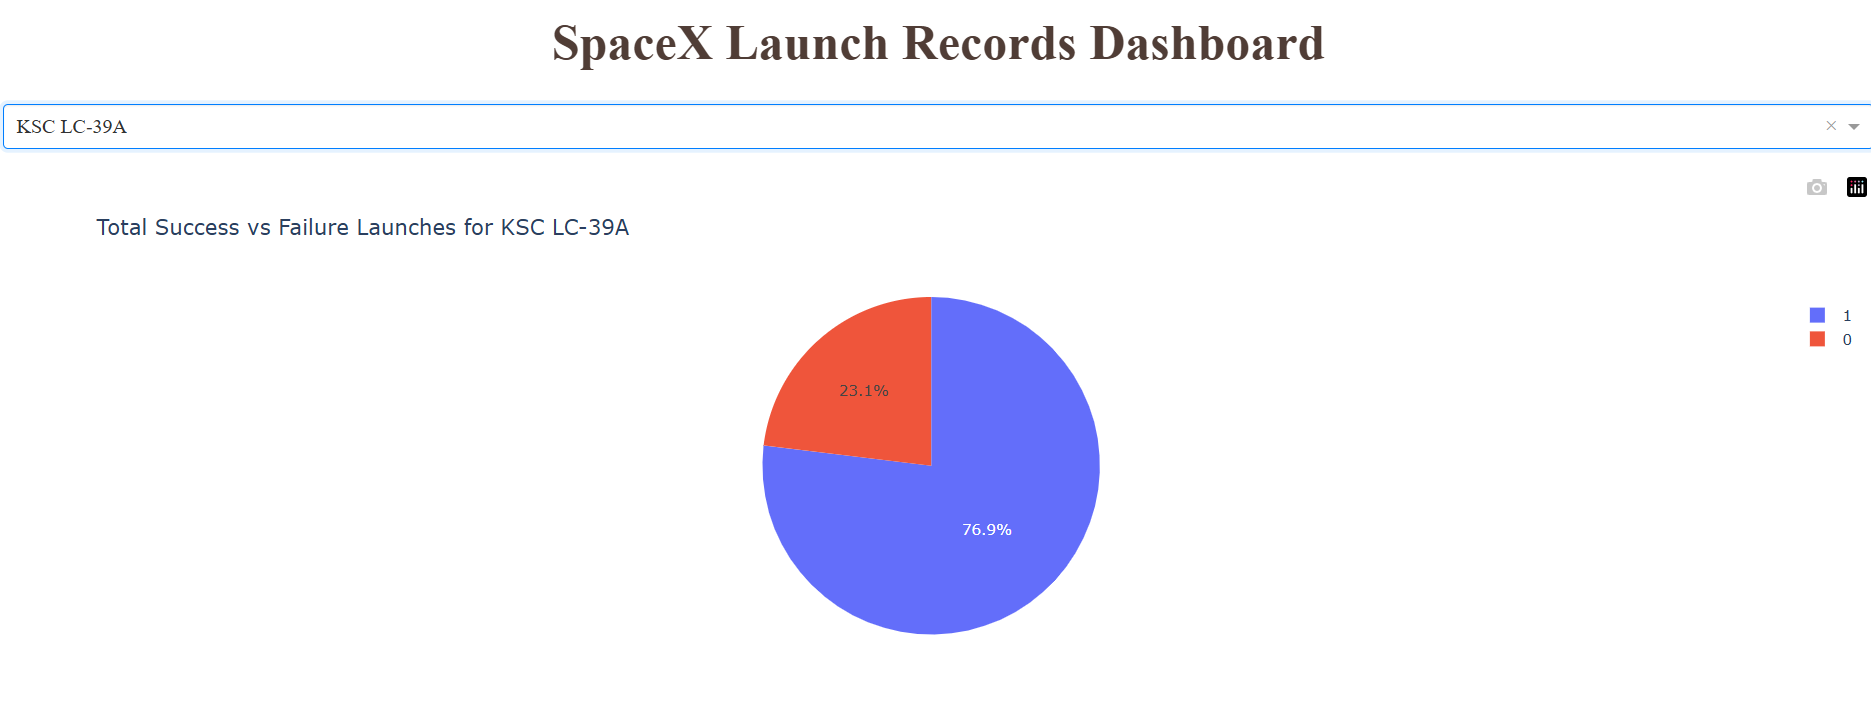 SpaceX Launch Records Dashboard
KSC LC-39A
Total Success vs Failure Launches for KSC LC-39A
1
0
23.1%
76.9%